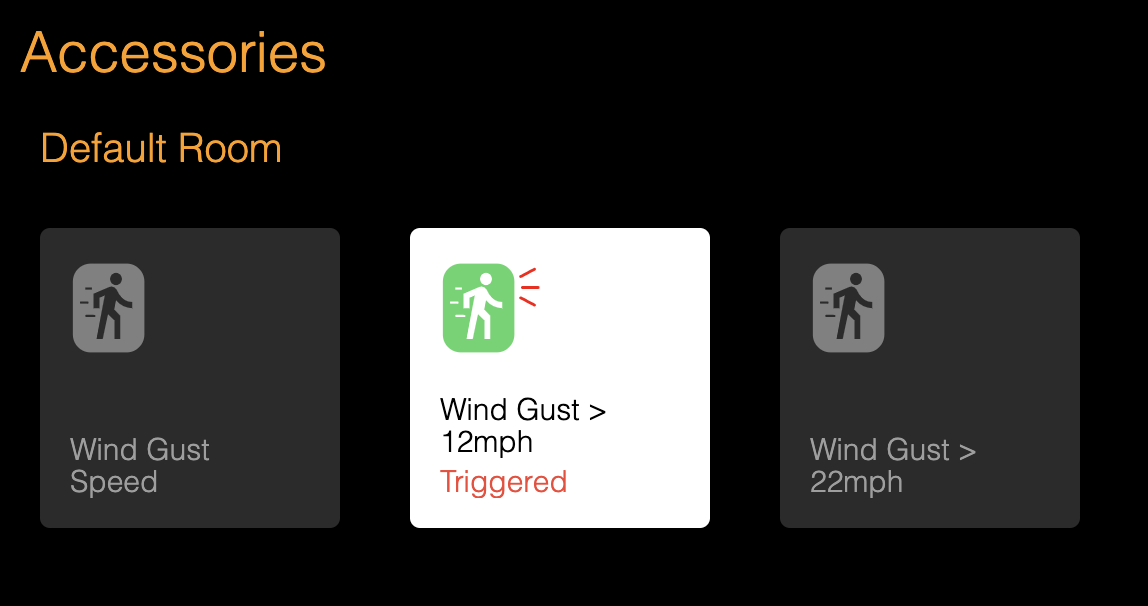 Accessories
Default Room
Wind Gust
Speed
Wind Gust >
12mph
Triggered
Wind Gust >
22mph